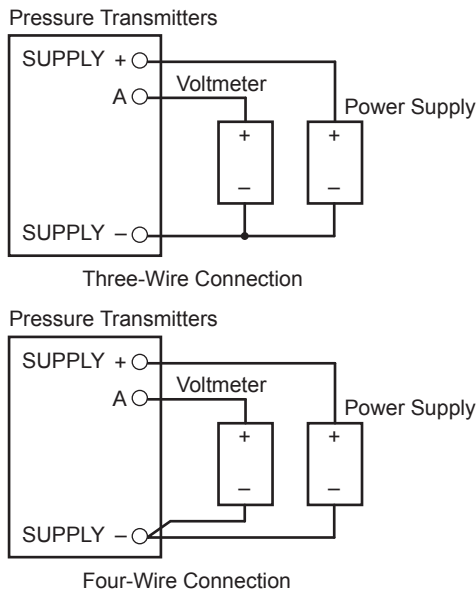 Pressure Transmitters
SUPPLY +
A
Voltmeter
Power Supply
+
+
–
–
SUPPLY –
Three-Wire Connection
Pressure Transmitters
SUPPLY +
A
Voltmeter
Power Supply
+
+
–
–
SUPPLY –
Four-Wire Connection